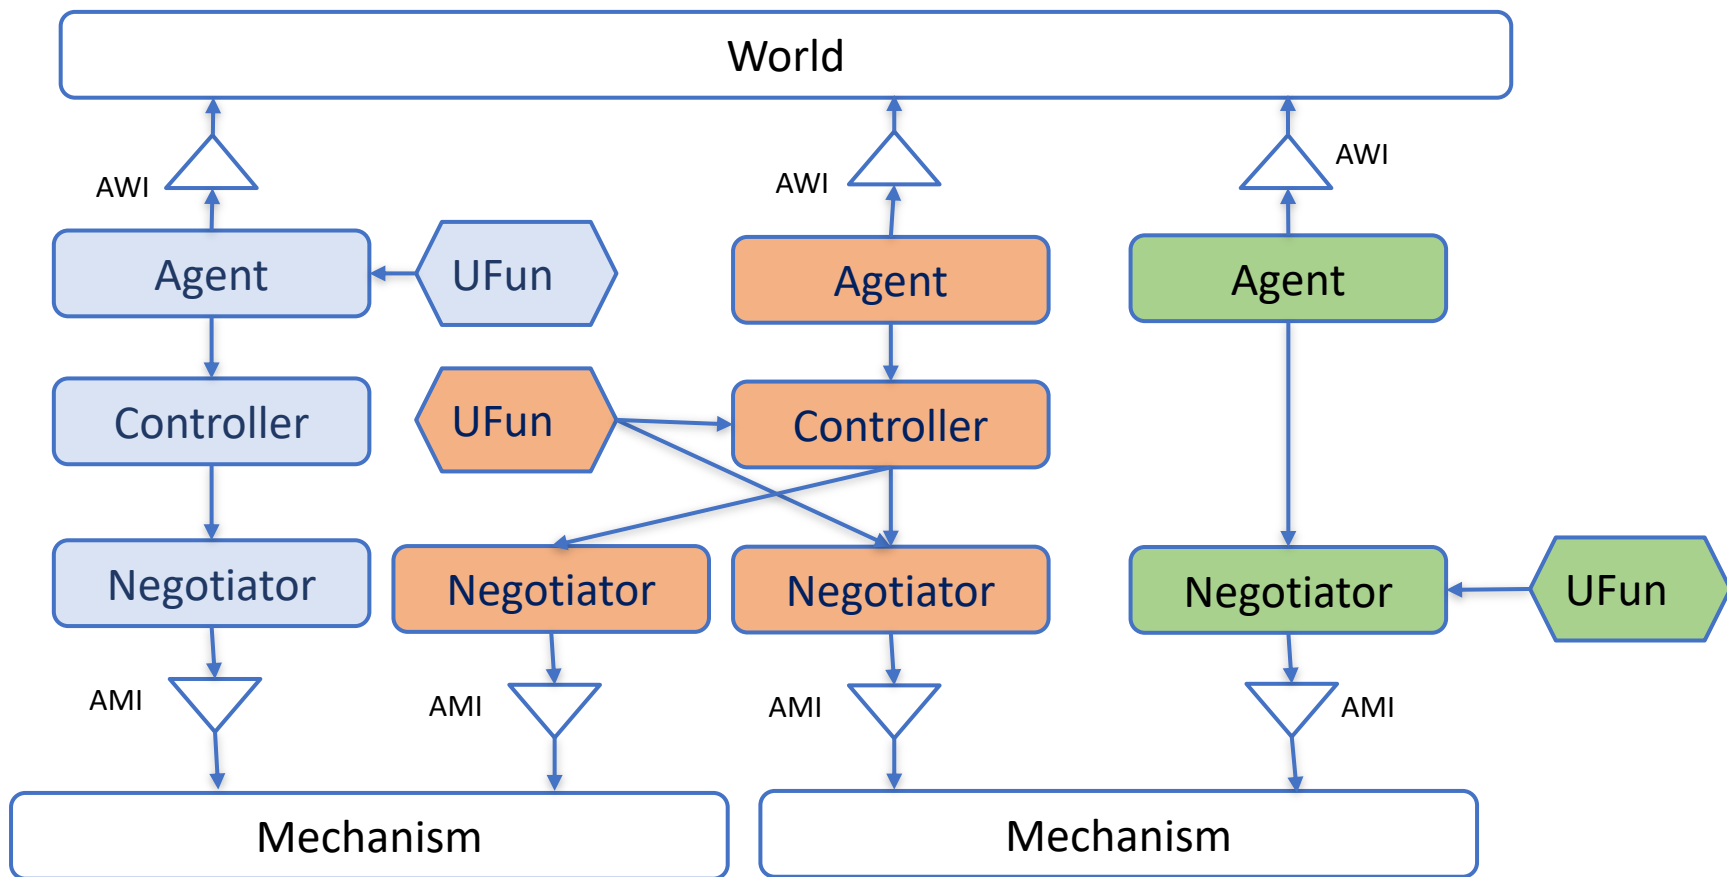 World
AWI
AWI
AWI
Agent
UFun
Agent
Agent
Controller
UFun
Controller
Negotiator
Negotiator
Negotiator
Negotiator
UFun
AMI
AMI
AMI
AMI
Mechanism
Mechanism